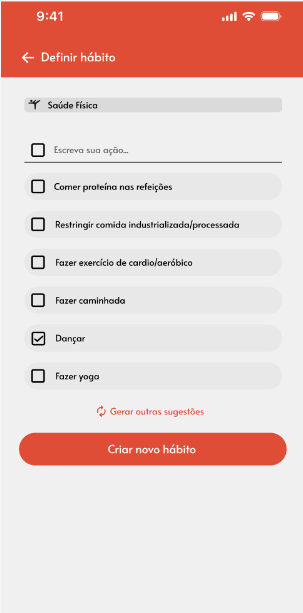 9:41
Definir hábito
Saúde Física
Escreva sua ação...
Comer proteína nas refeições
Restringir comida industrializada/processada
Fazer exercício de cardio/aeróbico
Fazer caminhada
Dançar
Fazer yoga
Gerar outras sugestões
Criar novo hábito